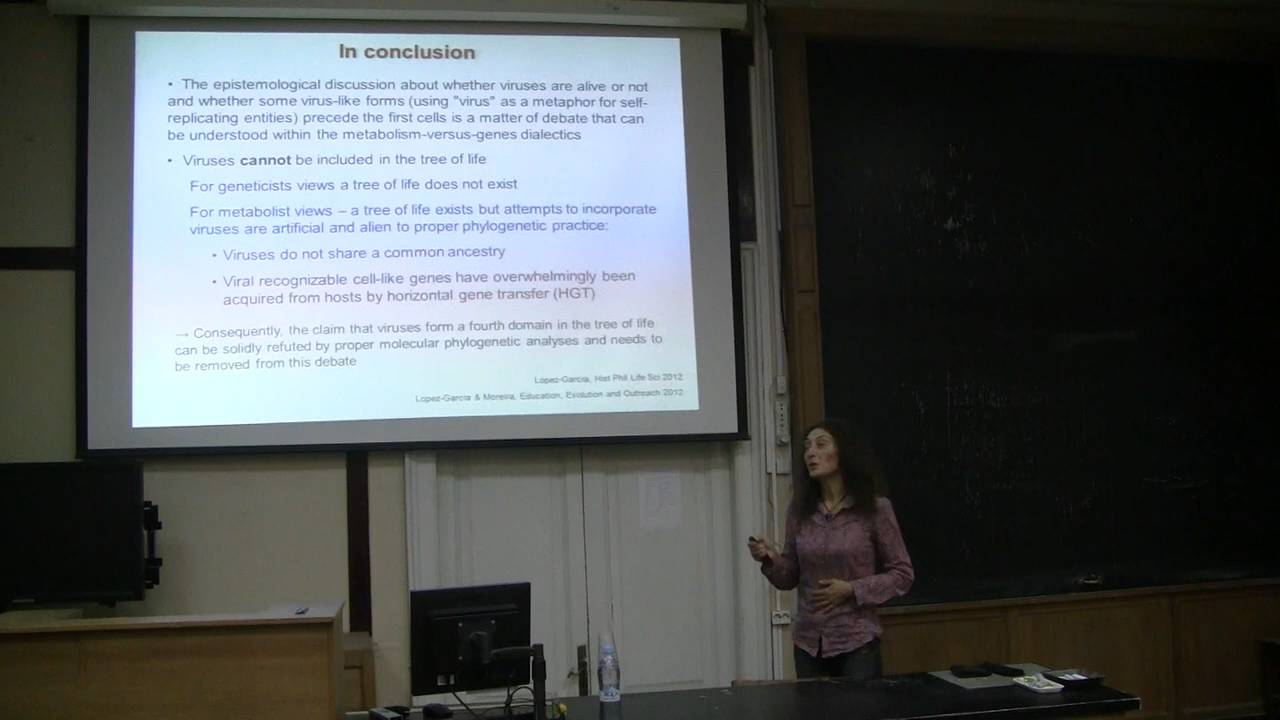 In conclusion
• The epistemological discussion about whether viruses are alive or not
and whether some virus-like forms (using "virus" as a metaphor for self-
replicating entities) precede the first cells is a matter of debate that can
be understood within the metabolism-versus-genes dialectics
• Viruses cannot be included in the tree of life
For geneticists views a tree of life does not exist
For metabolist views – a tree of life exists but attempts to incorporate
viruses are artificial and alien to proper phylogenetic practice:
• Viruses do not share a common ancestry
• Viral recognizable cell-like genes have overwhelmingly been
acquired from hosts by horizontal gene transfer (HGT)
→ Consequently, the claim that viruses form a fourth domain in the tree of life
can be solidly refuted by proper molecular phylogenetic analyses and needs to
be removed from this debate
Lopez-Garcia, Hist Phil Life Sci 2012
Lopez-Garcia & Moreira, Education, Evolution and Outreach 2012